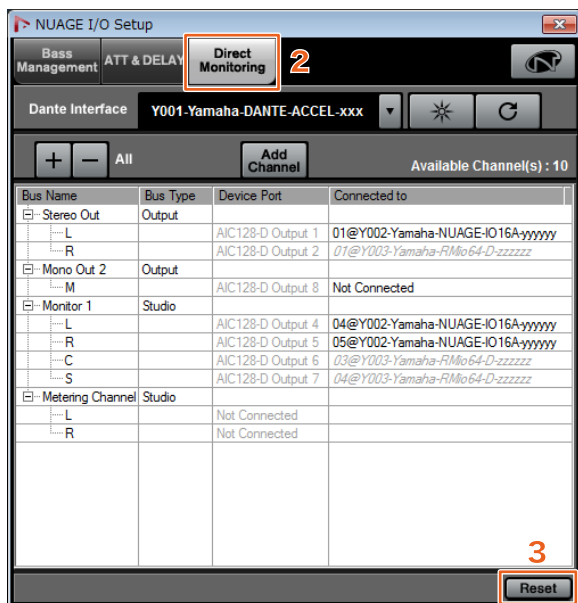 NUAGE I/O Setup
Bass Management ATT & DELAY Direct Monitoring 2
Dante Interface Y001-Yamaha-DANTE-ACCEL-xxx
+ − All Add Channel Available Channel(s) : 10
Bus Name Bus Type Device Port Connected to
Stereo Out Output
L AIC128-D Output 1 01@Y002-Yamaha-NUAGE-IO16A-yyyyyy
R AIC128-D Output 2 01@Y003-Yamaha-RMio64-D-zzzzzz
Mono Out 2 Output
M AIC128-D Output 8 Not Connected
Monitor 1 Studio
L AIC128-D Output 4 04@Y002-Yamaha-NUAGE-IO16A-yyyyyy
R AIC128-D Output 5 05@Y002-Yamaha-NUAGE-IO16A-yyyyyy
C AIC128-D Output 6 03@Y003-Yamaha-RMio64-D-zzzzzz
S AIC128-D Output 7 04@Y003-Yamaha-RMio64-D-zzzzzz
Metering Channel Studio
L Not Connected
R Not Connected
3
Reset